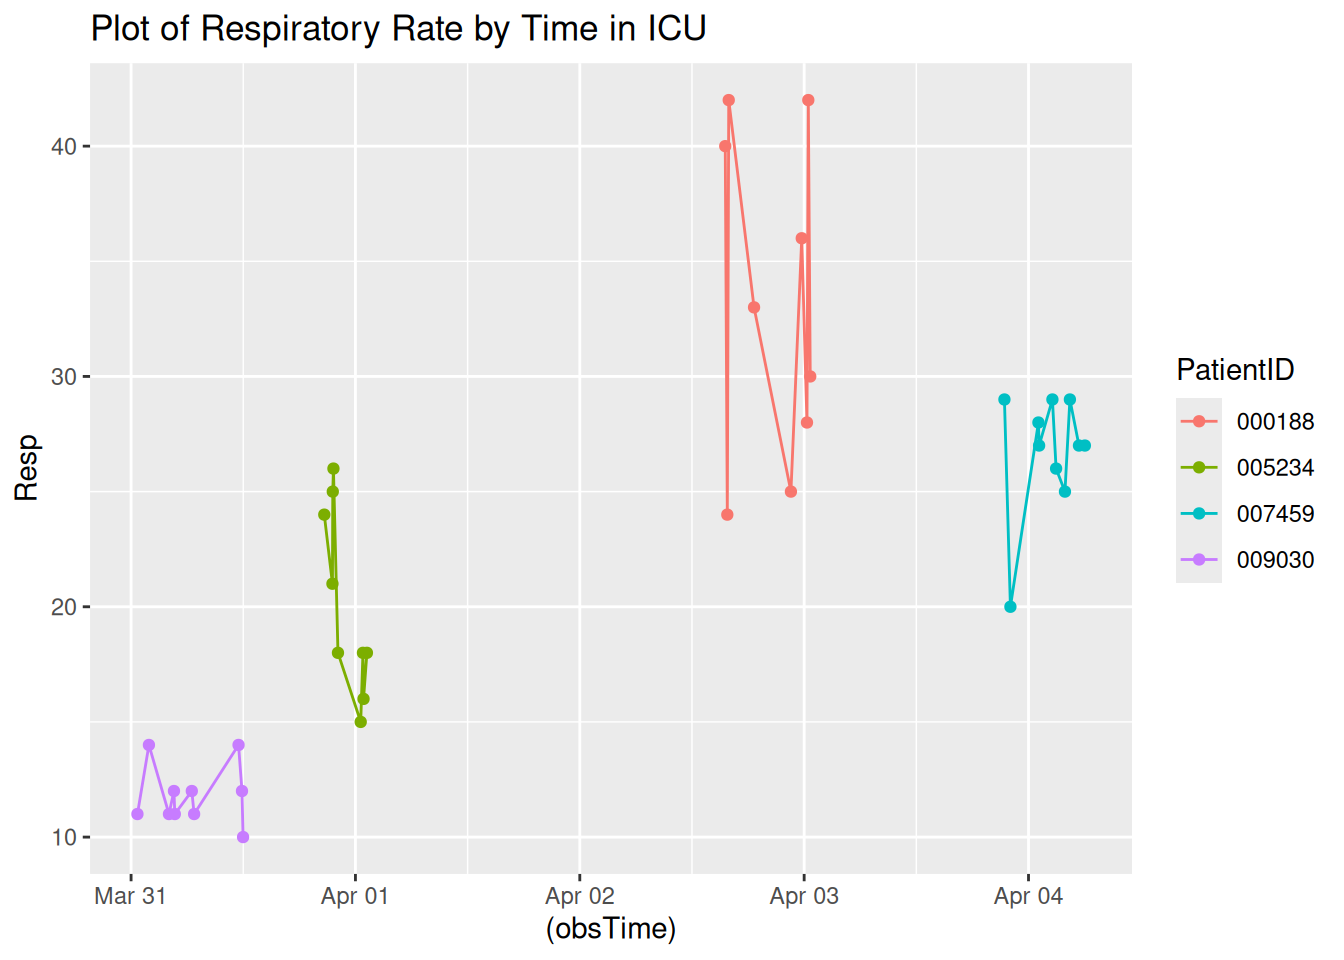 Plot of Respiratory Rate by Time in ICU
Resp
40
30
20
10
Mar 31
Apr 01
Apr 02
Apr 03
Apr 04
(obsTime)
PatientID
000188
005234
007459
009030